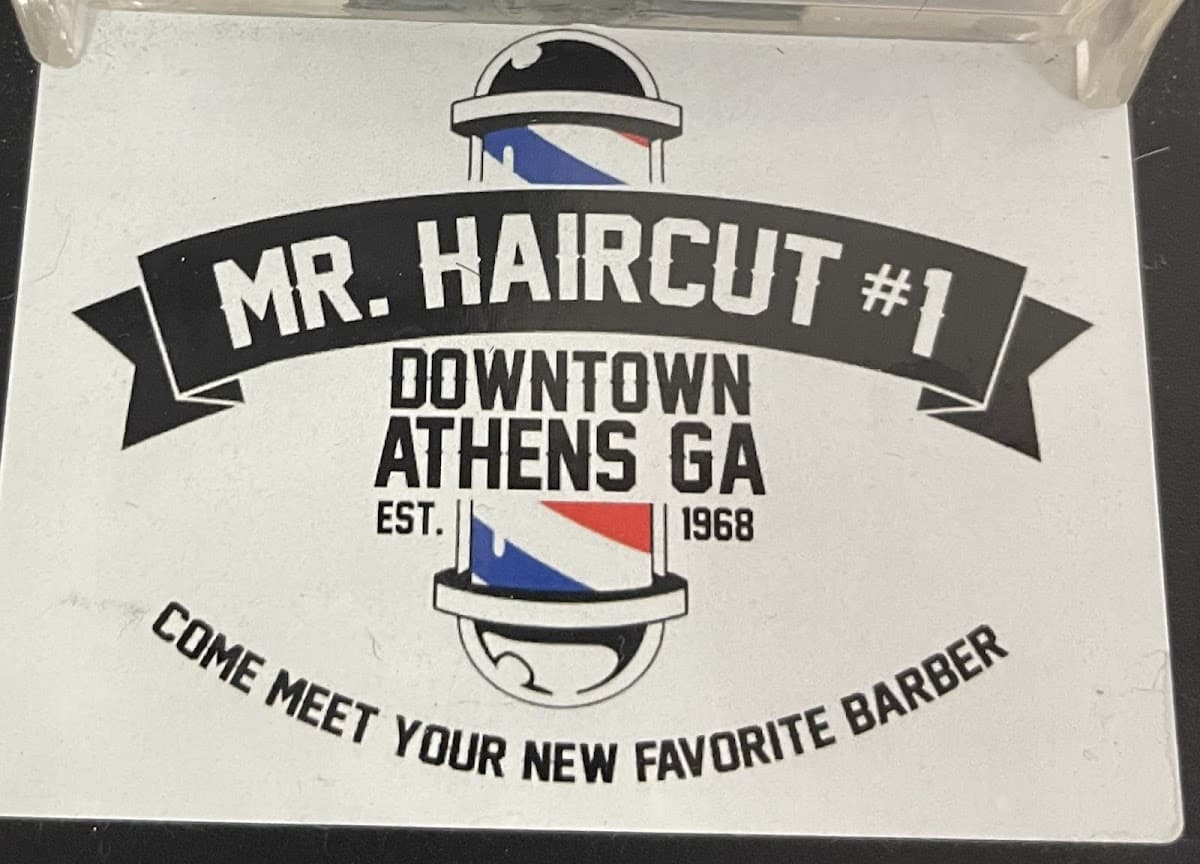 MR. HAIRCUT #1
DOWNTOWN
ATHENS GA
EST. 1968
COME MEET YOUR NEW FAVORITE BARBER